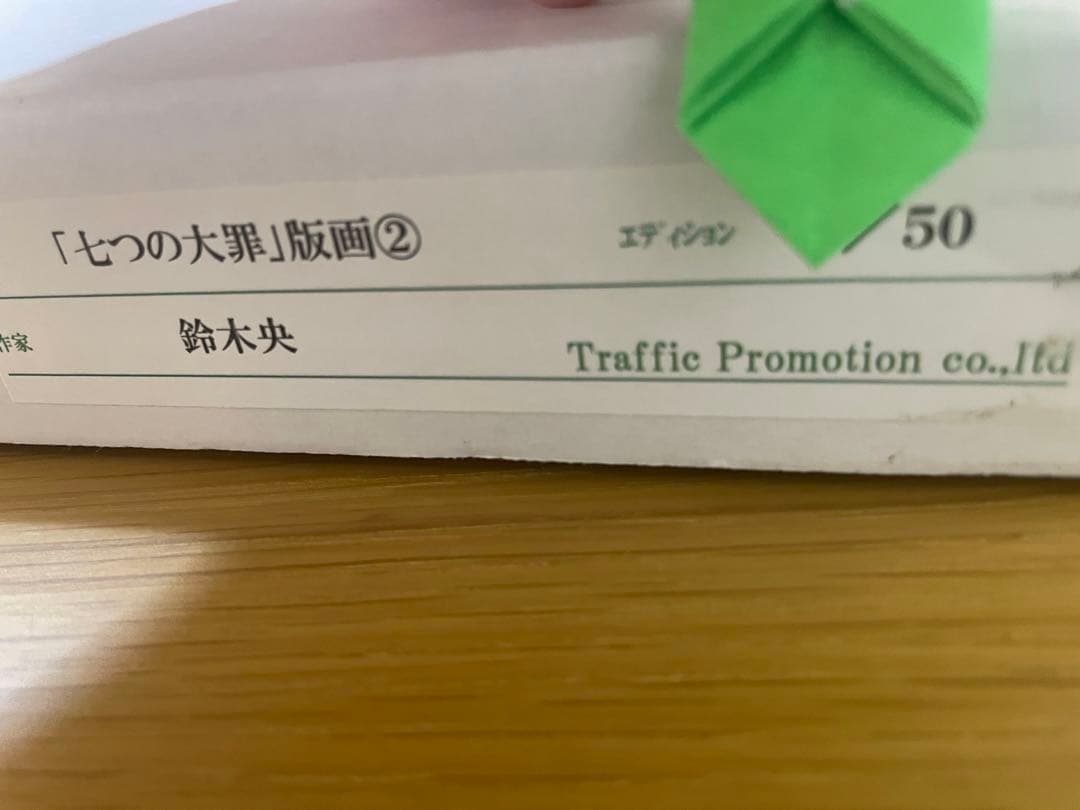 「七つの大罪」版画② エディション /50
作家 鈴木央 Traffic Promotion co.,ltd